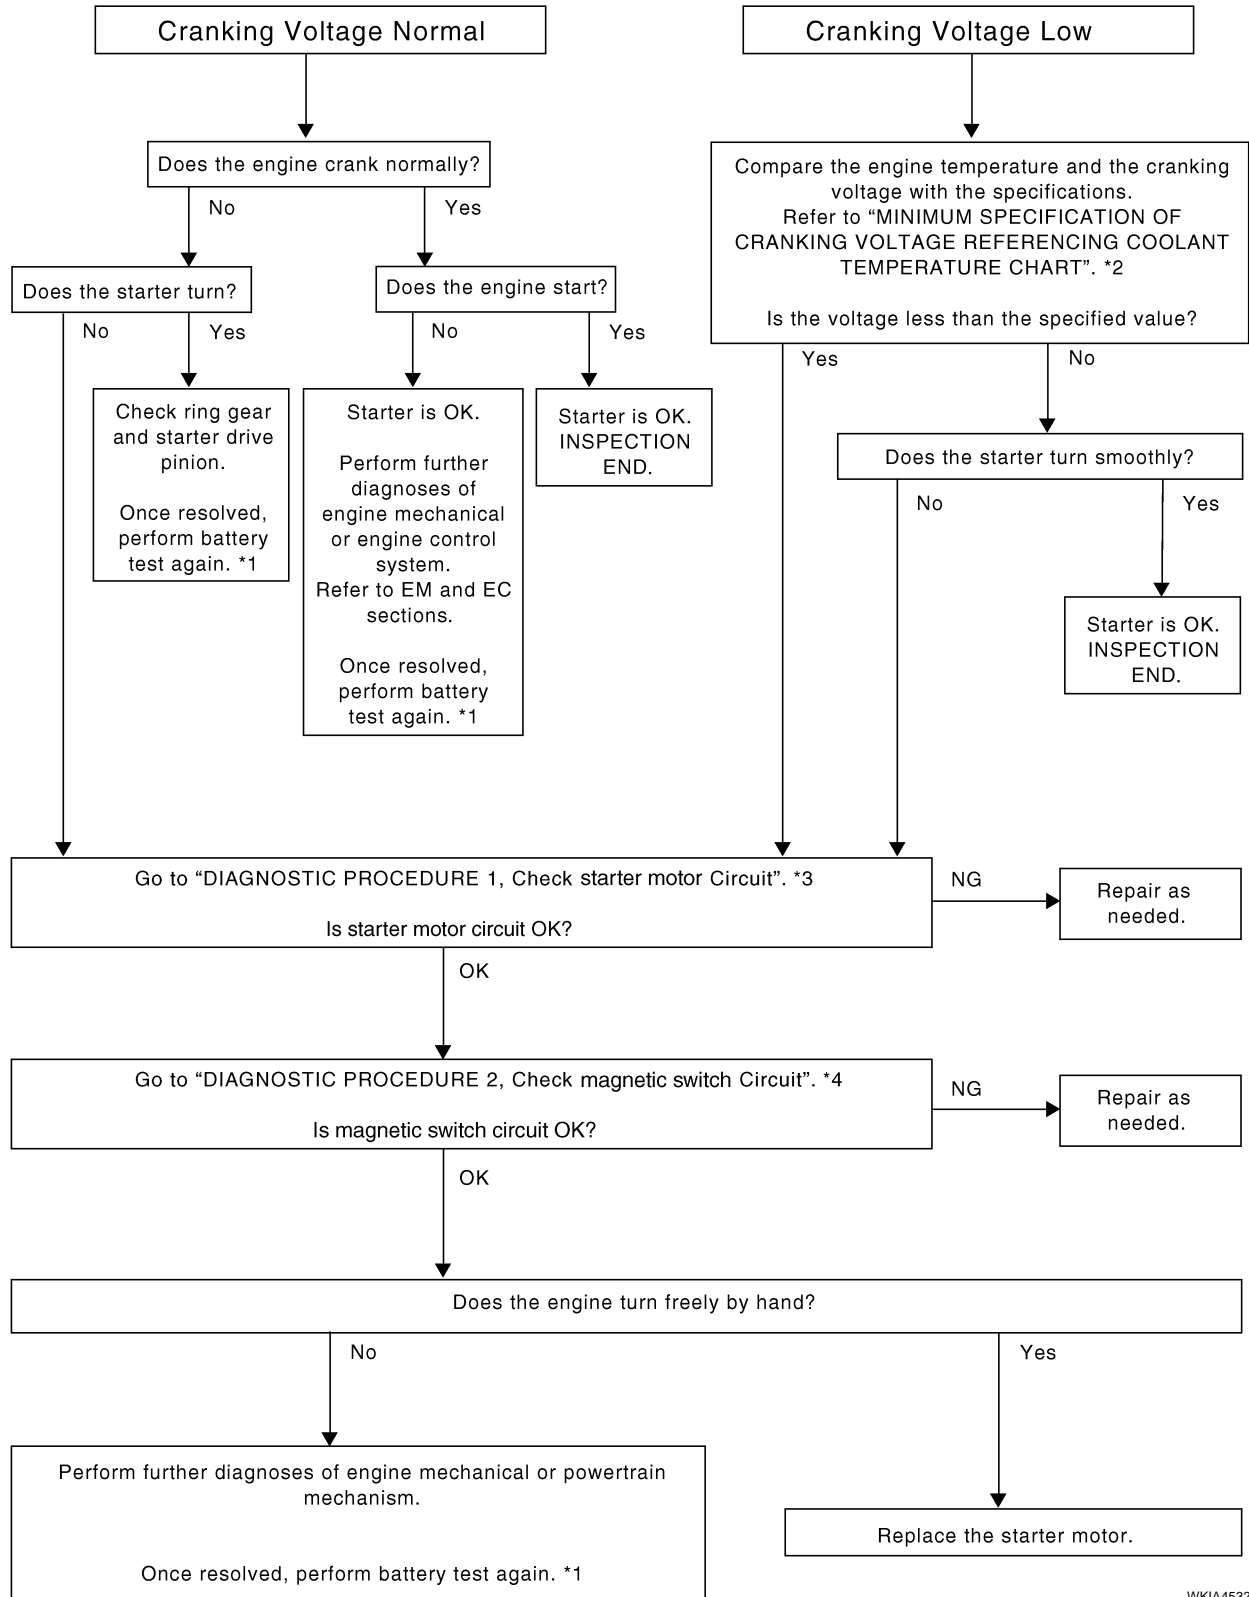 Cranking Voltage Normal
Cranking Voltage Low
Does the engine crank normally?
No
Yes
Does the starter turn?
No
Yes
Does the engine start?
No
Yes
Check ring gear
and starter drive
pinion.
Once resolved,
perform battery
test again. *1
Starter is OK.
Perform further
diagnoses of
engine mechanical
or engine control
system.
Refer to EM and EC
sections.
Once resolved,
perform battery
test again. *1
Starter is OK.
INSPECTION
END.
Compare the engine temperature and the cranking
voltage with the specifications.
Refer to “MINIMUM SPECIFICATION OF
CRANKING VOLTAGE REFERENCING COOLANT
TEMPERATURE CHART”. *2
Is the voltage less than the specified value?
Yes
No
Does the starter turn smoothly?
No
Yes
Starter is OK.
INSPECTION
END.
Go to “DIAGNOSTIC PROCEDURE 1, Check starter motor Circuit”. *3
Is starter motor circuit OK?
NG
Repair as
needed.
OK
Go to “DIAGNOSTIC PROCEDURE 2, Check magnetic switch Circuit”. *4
Is magnetic switch circuit OK?
NG
Repair as
needed.
OK
Does the engine turn freely by hand?
No
Yes
Perform further diagnoses of engine mechanical or powertrain
mechanism.
Once resolved, perform battery test again. *1
Replace the starter motor.
WKIA4532